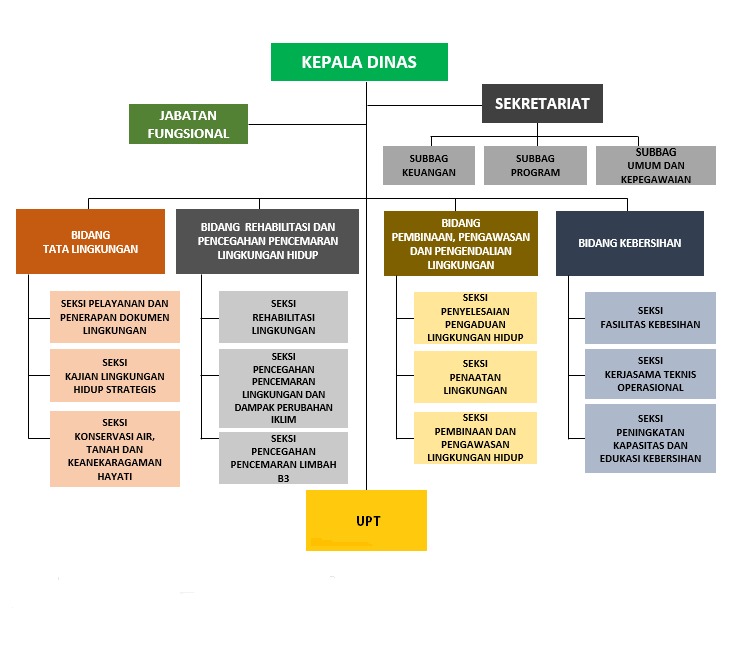 KEPALA DINAS
SEKRETARIAT
JABATAN
FUNGSIONAL
SUBBAG
KEUANGAN
SUBBAG
PROGRAM
SUBBAG
UMUM DAN
KEPEGAWAIAN
BIDANG
TATA LINGKUNGAN
BIDANG REHABILITASI DAN
PENCEGAHAN PENCEMARAN
LINGKUNGAN HIDUP
BIDANG
PEMBINAAN, PENGAWASAN
DAN PENGENDALIAN
LINGKUNGAN
BIDANG KEBERSIHAN
SEKSI PELAYANAN DAN
PENERAPAN DOKUMEN
LINGKUNGAN
SEKSI
KAJIAN LINGKUNGAN
HIDUP STRATEGIS
SEKSI
KONSERVASI AIR,
TANAH DAN
KEANEKARAGAMAN
HAYATI
SEKSI
REHABILITASI
LINGKUNGAN
SEKSI
PENCEGAHAN
PENCEMARAN
LINGKUNGAN DAN
DAMPAK PERUBAHAN
IKLIM
SEKSI
PENCEGAHAN
PENCEMARAN LIMBAH
B3
SEKSI
PENYELESAIAN
PENGADUAN
LINGKUNGAN HIDUP
SEKSI
PENAATAN
LINGKUNGAN
SEKSI
PEMBINAAN DAN
PENGAWASAN
LINGKUNGAN HIDUP
SEKSI
FASILITAS KEBESIHAN
SEKSI
KERJASAMA TEKNIS
OPERASIONAL
SEKSI
PENINGKATAN
KAPASITAS DAN
EDUKASI KEBERSIHAN
UPT